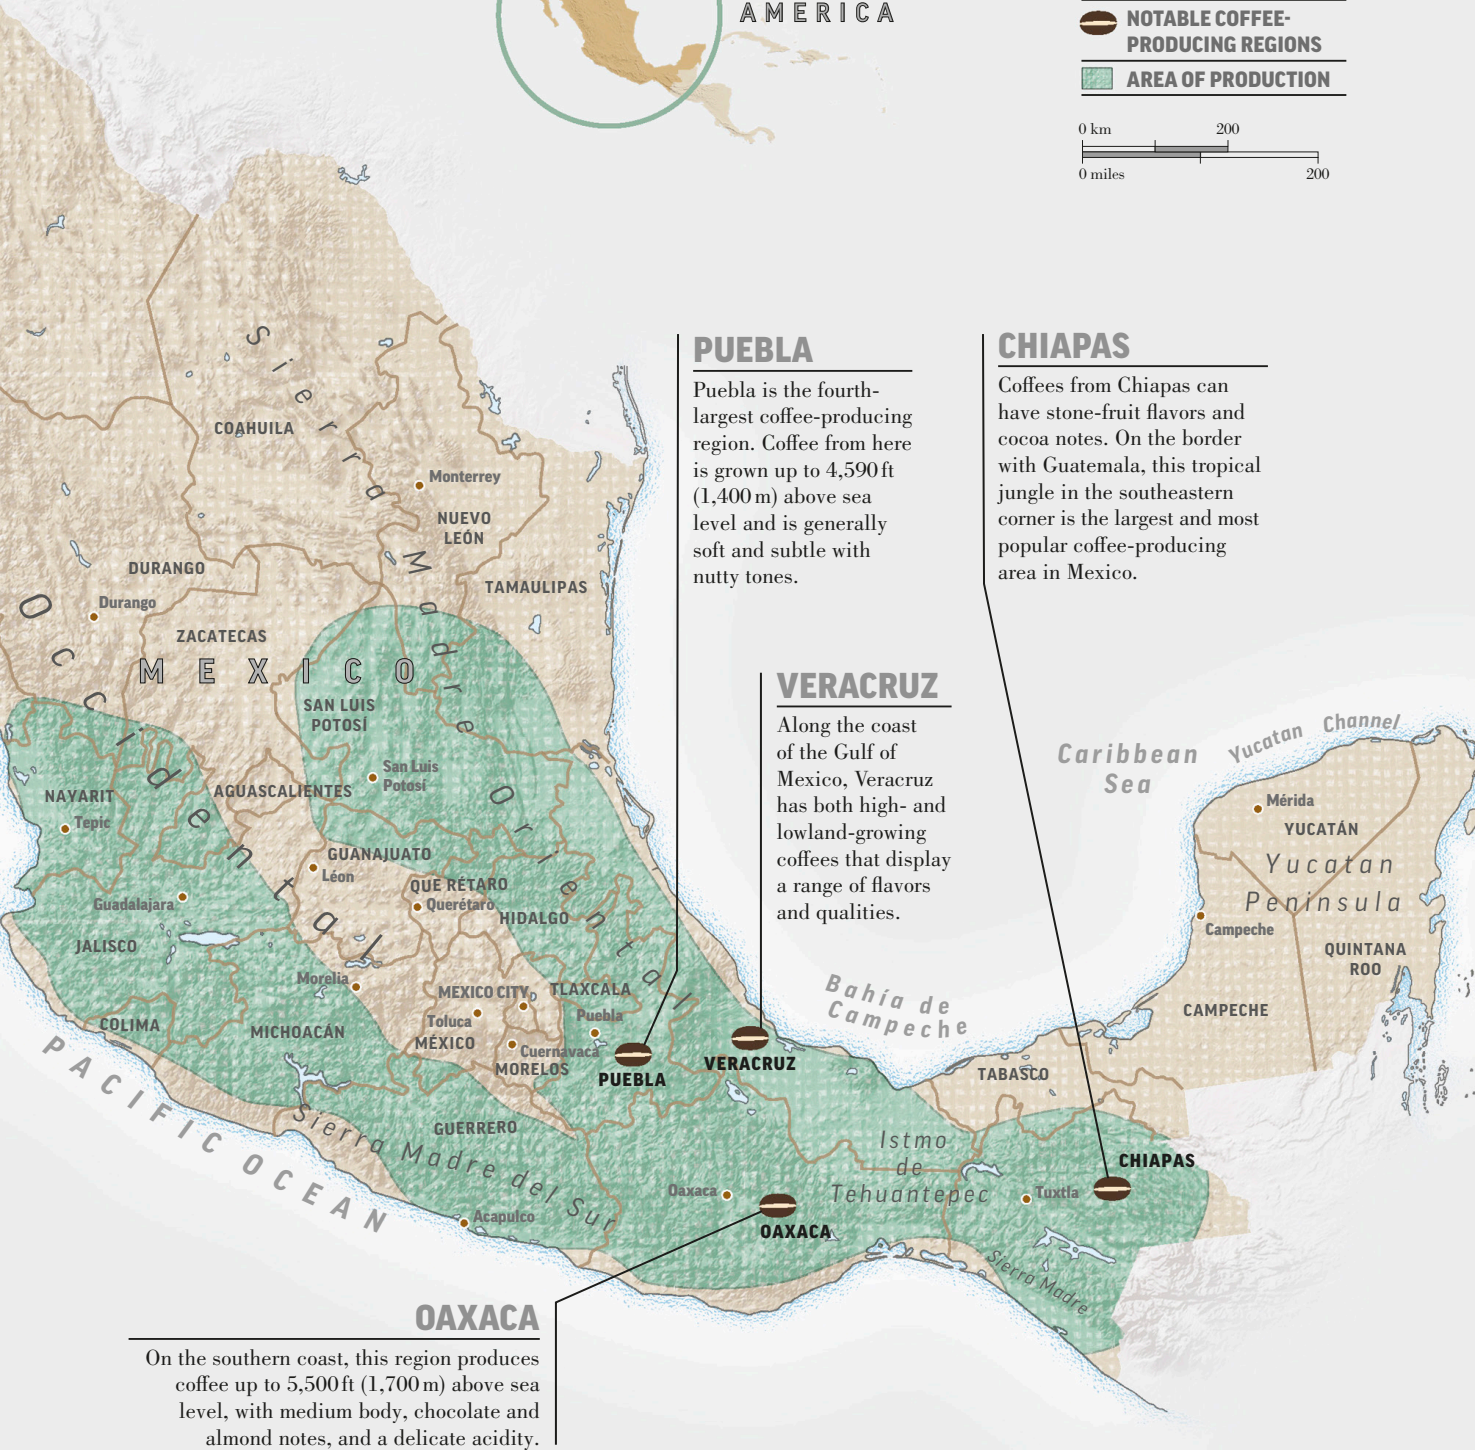 AMERICA
NOTABLE COFFEE-
PRODUCING REGIONS
AREA OF PRODUCTION
0 km 200
0 miles 200
PUEBLA
Puebla is the fourth-
largest coffee-producing
region. Coffee from here
is grown up to 4,590 ft
(1,400 m) above sea
level and is generally
soft and subtle with
nutty tones.
CHIAPAS
Coffees from Chiapas can
have stone-fruit flavors and
cocoa notes. On the border
with Guatemala, this tropical
jungle in the southeastern
corner is the largest and most
popular coffee-producing
area in Mexico.
VERACRUZ
Along the coast
of the Gulf of
Mexico, Veracruz
has both high- and
lowland-growing
coffees that display
a range of flavors
and qualities.
Sierra Madre Oriental
COAHUILA
Monterrey
NUEVO
LEÓN
DURANGO
Durango
TAMAULIPAS
ZACATECAS
MEXICO
Occidental
SAN LUIS
POTOSÍ
San Luis
Potosí
NAYARIT
Tepic
AGUASCALIENTES
GUANAJUATO
Léon
QUE RÉTARO
Querétaro
HIDALGO
Guadalajara
JALISCO
Morelia
MEXICO CITY
TLAXCALA
Puebla
Toluca
MÉXICO
COLIMA
MICHOACÁN
Cuernavaca
MORELOS
PUEBLA
VERACRUZ
GUERRERO
Sierra Madre del Sur
Acapulco
PACIFIC OCEAN
Oaxaca
OAXACA
Istmo
de
Tehuantepec
Tuxtla
CHIAPAS
Sierra Madre
TABASCO
Bahía de
Campeche
Caribbean
Sea
Yucatan Channel
Mérida
YUCATÁN
Yucatan
Peninsula
Campeche
QUINTANA
ROO
CAMPECHE
OAXACA
On the southern coast, this region produces
coffee up to 5,500 ft (1,700 m) above sea
level, with medium body, chocolate and
almond notes, and a delicate acidity.